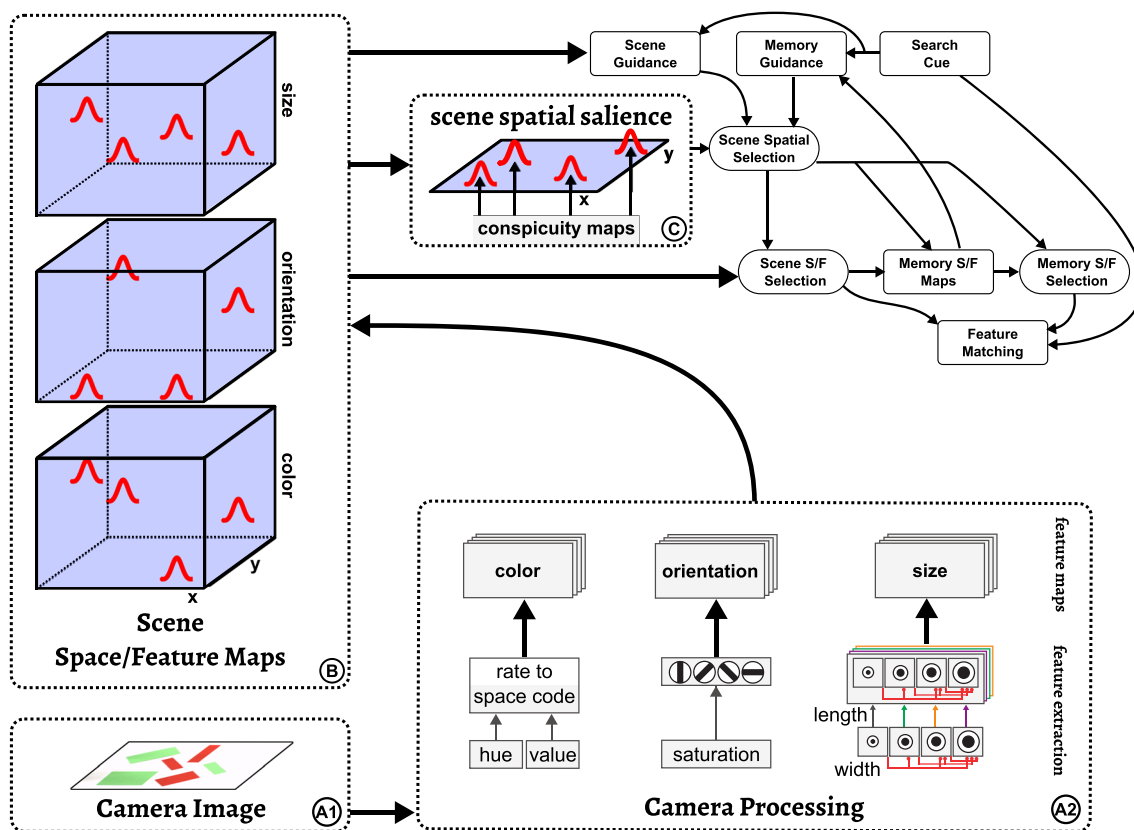 size
orientation
color
y
x
Scene
Space/Feature Maps
B
scene spatial salience
y
x
conspicuity maps
C
Scene
Guidance
Memory
Guidance
Search
Cue
Scene Spatial
Selection
Scene S/F
Selection
Memory S/F
Maps
Memory S/F
Selection
Feature
Matching
Camera Image
A1
color
orientation
size
feature maps
rate to
space code
hue
value
saturation
length
width
feature extraction
Camera Processing
A2